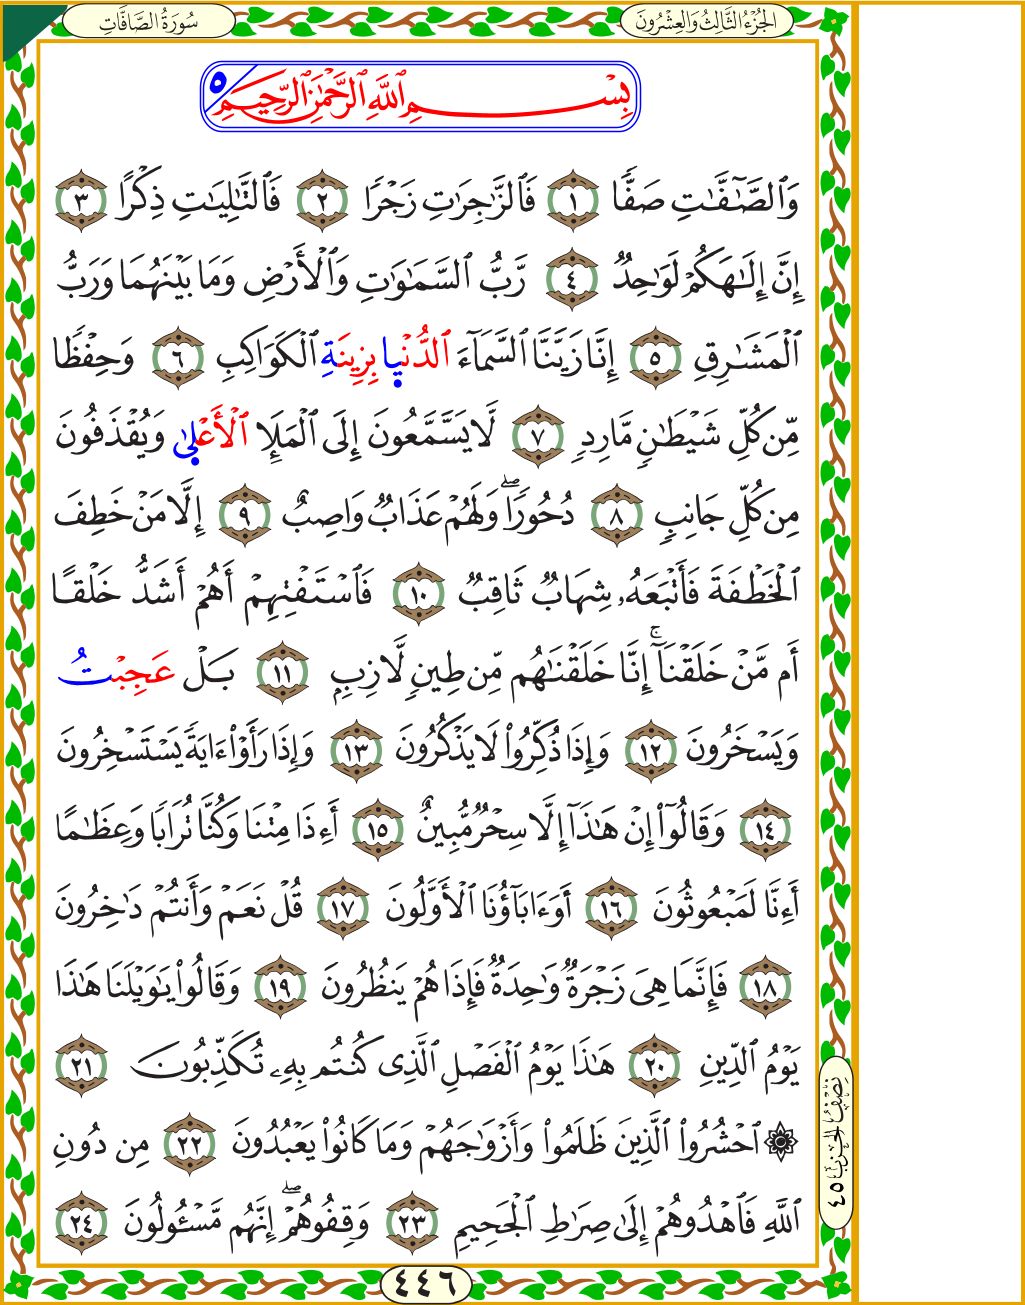 سُورَةُ الصَّافَّاتِ
الجُزْءُ الثَّالِثُ وَالعِشْرُونَ
بِسْمِ ٱللَّهِ ٱلرَّحْمَٰنِ ٱلرَّحِيمِ ٥
وَٱلصَّٰٓفَّٰتِ صَفّٗا ١ فَٱلزَّٰجِرَٰتِ زَجۡرٗا ٢ فَٱلتَّٰلِيَٰتِ ذِكۡرًا ٣
إِنَّ إِلَٰهَكُمۡ لَوَٰحِدٞ ٤ رَّبُّ ٱلسَّمَٰوَٰتِ وَٱلۡأَرۡضِ وَمَا بَيۡنَهُمَا وَرَبُّ
ٱلۡمَشَٰرِقِ ٥ إِنَّا زَيَّنَّا ٱلسَّمَآءَ ٱلدُّنۡيا بِزِينَةِ ٱلۡكَوَاكِبِ ٦ وَحِفۡظٗا
مِّن كُلِّ شَيۡطَٰنٖ مَّارِدٖ ٧ لَّا يَسَّمَّعُونَ إِلَى ٱلۡمَلَإِ ٱلۡأَعۡلىٰ وَيُقۡذَفُونَ
مِن كُلِّ جَانِبٖ ٨ دُحُورٗاۖ وَلَهُمۡ عَذَابٞ وَاصِبٌ ٩ إِلَّا مَنۡ خَطِفَ
ٱلۡخَطۡفَةَ فَأَتۡبَعَهُۥ شِهَابٞ ثَاقِبٞ ١٠ فَٱسۡتَفۡتِهِمۡ أَهُمۡ أَشَدُّ خَلۡقًا
أَم مَّنۡ خَلَقۡنَآۚ إِنَّا خَلَقۡنَٰهُم مِّن طِينٖ لَّازِبِۭ ١١ بَلۡ عَجِبۡتُ
وَيَسۡخَرُونَ ١٢ وَإِذَا ذُكِّرُواْ لَا يَذۡكُرُونَ ١٣ وَإِذَا رَأَوۡاْ ءَايَةٗ يَسۡتَسۡخِرُونَ
١٤ وَقَالُوٓاْ إِنۡ هَٰذَآ إِلَّا سِحۡرٞ مُّبِينٌ ١٥ أَءِذَا مِتۡنَا وَكُنَّا تُرَابٗا وَعِظَٰمًا
أَءِنَّا لَمَبۡعُوثُونَ ١٦ أَوَءَابَآؤُنَا ٱلۡأَوَّلُونَ ١٧ قُلۡ نَعَمۡ وَأَنتُمۡ دَٰخِرُونَ
١٨ فَإِنَّمَا هِيَ زَجۡرَةٞ وَٰحِدَةٞ فَإِذَا هُمۡ يَنظُرُونَ ١٩ وَقَالُواْ يَٰوَيۡلَنَا هَٰذَا
يَوۡمُ ٱلدِّينِ ٢٠ هَٰذَا يَوۡمُ ٱلۡفَصۡلِ ٱلَّذِي كُنتُم بِهِۦ تُكَذِّبُونَ ٢١
۞ ٱحۡشُرُواْ ٱلَّذِينَ ظَلَمُواْ وَأَزۡوَٰجَهُمۡ وَمَا كَانُواْ يَعۡبُدُونَ ٢٢ مِن دُونِ
ٱللَّهِ فَٱهۡدُوهُمۡ إِلَىٰ صِرَٰطِ ٱلۡجَحِيمِ ٢٣ وَقِفُوهُمۡۖ إِنَّهُم مَّسۡـُٔولُونَ ٢٤
نِصْفُ الحِزْبِ ٤٥
٤٤٦